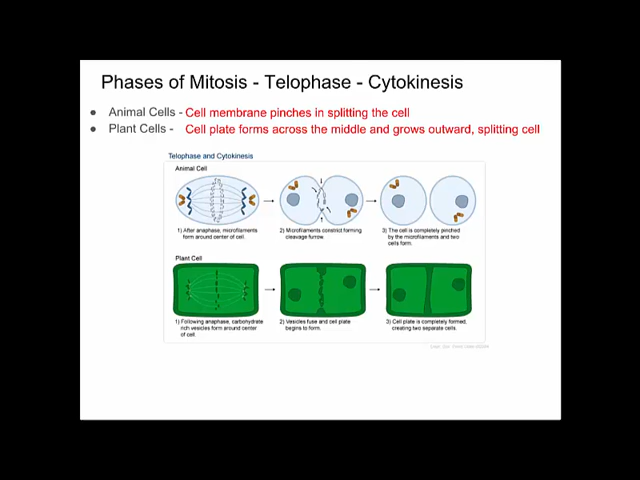 Phases of Mitosis - Telophase - Cytokinesis
● Animal Cells - Cell membrane pinches in splitting the cell
● Plant Cells - Cell plate forms across the middle and grows outward, splitting cell
Telophase and Cytokinesis
Animal Cell
1) After anaphase, microfilaments
form around center of cell.
2) Microfilaments constrict forming
cleavage furrow.
3) The cell is completely pinched
by the microfilaments and two
cells form.
Plant Cell
1) Following anaphase, carbohydrate
rich vesicles form around center
of cell.
2) Vesicles fuse and cell plate
begins to form.
3) Cell plate is completely formed,
creating two separate cells.